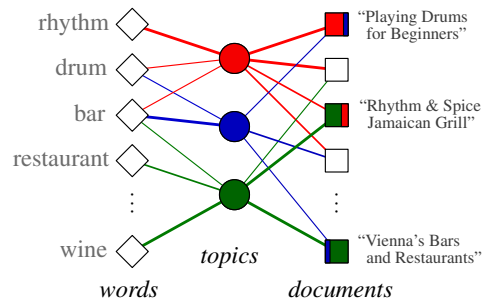 rhythm
drum
bar
restaurant
wine
words
topics
documents
“Playing Drums
for Beginners”
“Rhythm & Spice
Jamaican Grill”
“Vienna’s Bars
and Restaurants”